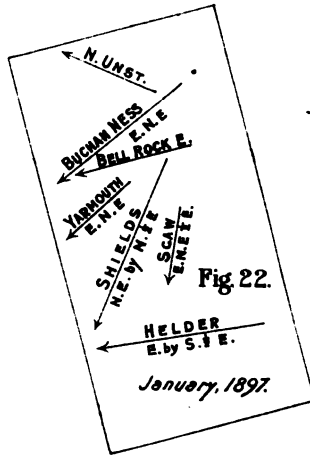 N. UNST.
BUCHAN NESS
E. N. E
BELL ROCK E.
YARMOUTH
E. N. E
SHIELDS
N.E. by N. ½ E
SCAW
E.N.E ½ E.
Fig. 22.
HELDER
E. by S. ½ E.
January, 1897.